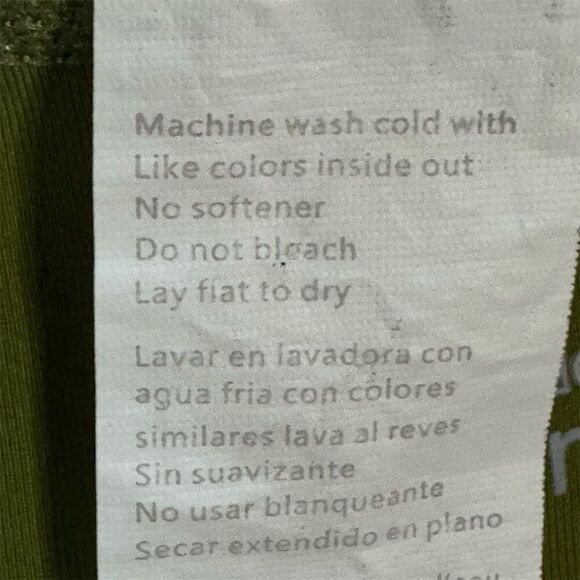 Machine wash cold with
Like colors inside out
No softener
Do not bleach
Lay flat to dry
Lavar en lavadora con
agua fria con colores
similares lava al reves
Sin suavizante
No usar blanqueante
Secar extendido en plano